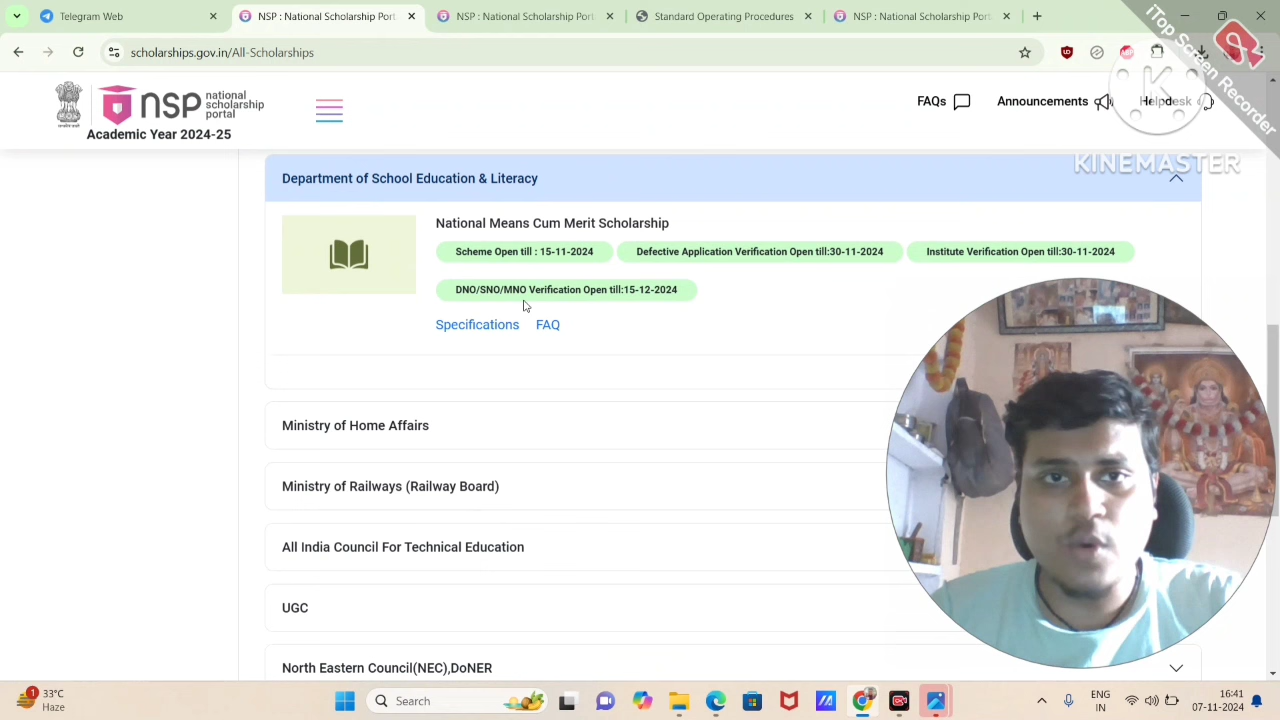 iTop Screen Recorder
NSP:National Scholarship Port
NSP:National Scholarship Port
Standard Operating Procedures
NSP:National Scholarship Port
scholarships.gov.in/All-Scholarships
nsp national scholarship portal
Academic Year 2024-25
FAQs
Announcements
Helpdesk
KINEMASTER
Department of School Education & Literacy
National Means Cum Merit Scholarship
Scheme Open till : 15-11-2024
Defective Application Verification Open till:30-11-2024
Institute Verification Open till:30-11-2024
DNO/SNO/MNO Verification Open till:15-12-2024
Specifications FAQ
Ministry of Home Affairs
Ministry of Railways (Railway Board)
All India Council For Technical Education
UGC
North Eastern Council(NEC),DoNER
1
33°C
Haze
Search
ENG
IN
16:41
07-11-2024